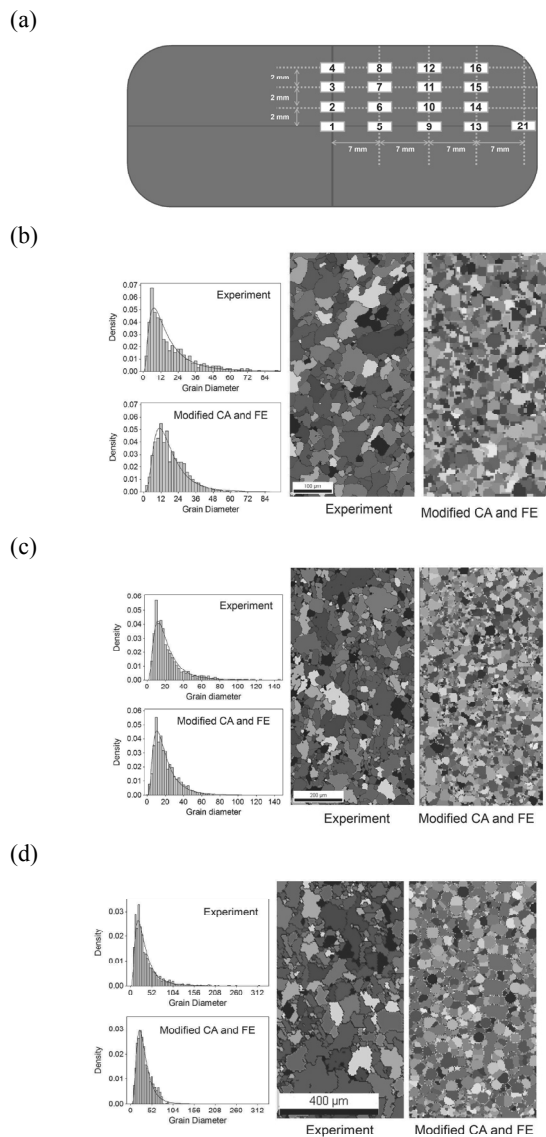 (a)
4 8 12 16
3 7 11 15
2 6 10 14
1 5 9 13 21
2 mm
2 mm
2 mm
7 mm 7 mm 7 mm 7 mm
(b)
Experiment
Density
0.07
0.06
0.05
0.04
0.03
0.02
0.01
0.00
0 12 24 36 48 60 72 84
Grain Diameter
Modified CA and FE
Density
0.07
0.06
0.05
0.04
0.03
0.02
0.01
0.00
0 12 24 36 48 60 72 84
Grain Diameter
100 µm
Experiment
Modified CA and FE
(c)
Experiment
Density
0.06
0.05
0.04
0.03
0.02
0.01
0.00
0 20 40 60 80 100 120 140
Grain diameter
Modified CA and FE
Density
0.06
0.05
0.04
0.03
0.02
0.01
0.00
0 20 40 60 80 100 120 140
Grain Diameter
200 µm
Experiment
Modified CA and FE
(d)
Experiment
Density
0.03
0.02
0.01
0.00
0 52 104 156 208 260 312
Grain Diameter
Modified CA and FE
Density
0.03
0.02
0.01
0.00
0 52 104 156 208 260 312
Grain Diameter
400 µm
Experiment
Modified CA and FE